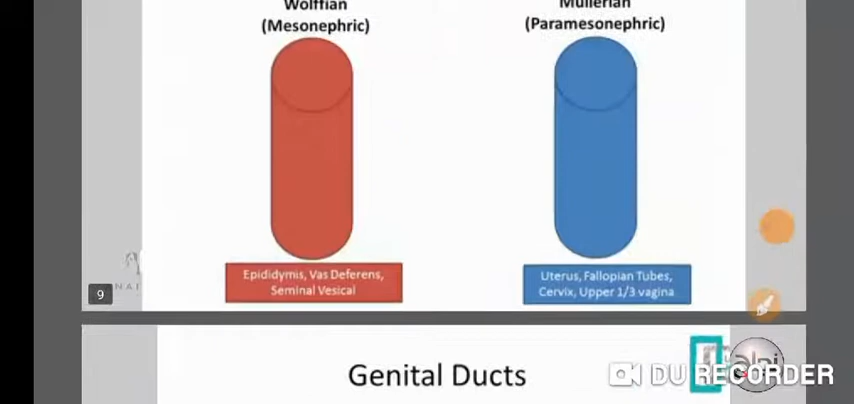 Wolffian
(Mesonephric)
Mullerian
(Paramesonephric)
Epididymis, Vas Deferens,
Seminal Vesical
Uterus, Fallopian Tubes,
Cervix, Upper 1/3 vagina
9
NAI
Genital Ducts
DU RECORDER